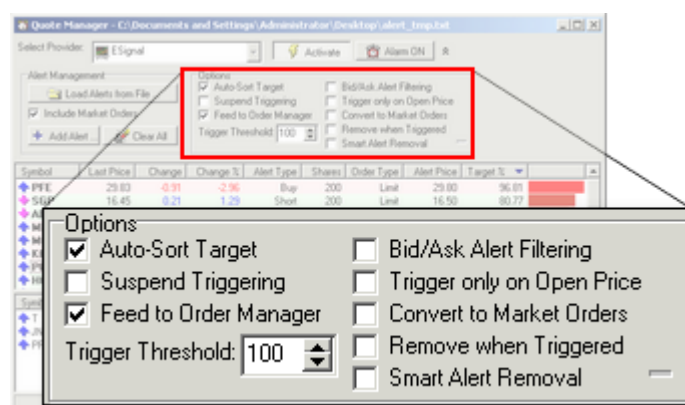 Quote Manager - C:\Documents and Settings\Administrator\Desktop\alert_tmp.txt
Select Provider: ESignal Activate Alarm ON
Alert Management
Load Alerts from File
Include Market Orders
Add Alert... Clear All
Options
Auto-Sort Target Bid/Ask Alert Filtering
Suspend Triggering Trigger only on Open Price
Feed to Order Manager Convert to Market Orders
Trigger Threshold: 100 Remove when Triggered
Smart Alert Removal
Symbol Last Price Change Change % Alert Type Shares Order Type Alert Price Target %
PFE 29.83 -0.91 -2.96 Buy 200 Limit 29.80 96.81
16.45 0.21 1.29 Short 200 Limit 16.50 80.77
Options
Auto-Sort Target Bid/Ask Alert Filtering
Suspend Triggering Trigger only on Open Price
Feed to Order Manager Convert to Market Orders
Trigger Threshold: 100 Remove when Triggered
Smart Alert Removal